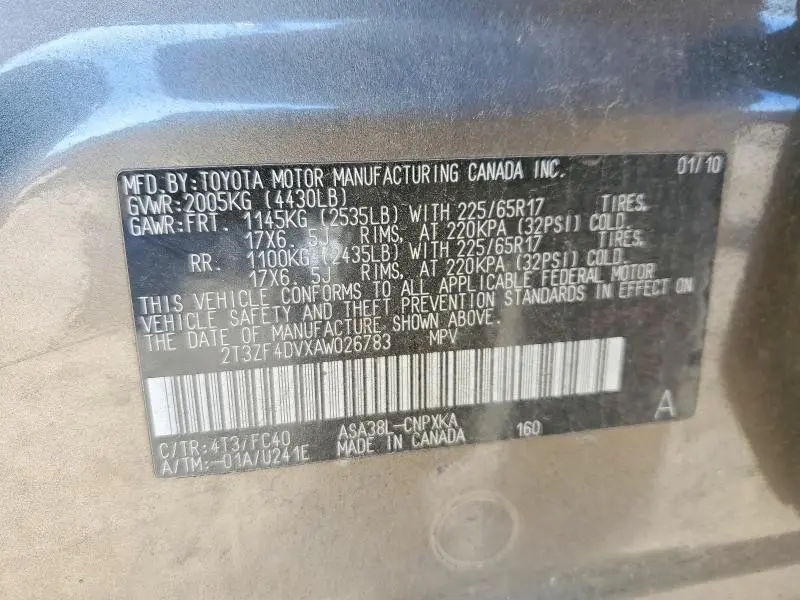 MFD.BY:TOYOTA MOTOR MANUFACTURING CANADA INC. 01/10
GVWR:2005KG (4430LB)
GAWR:FRT. 1145KG (2535LB) WITH 225/65R17 TIRES,
17X6.5J RIMS, AT 220KPA (32PSI) COLD.
RR. 1100KG (2435LB) WITH 225/65R17 TIRES,
17X6.5J RIMS, AT 220KPA (32PSI) COLD.
THIS VEHICLE CONFORMS TO ALL APPLICABLE FEDERAL MOTOR
VEHICLE SAFETY AND THEFT PREVENTION STANDARDS IN EFFECT ON
THE DATE OF MANUFACTURE SHOWN ABOVE.
2T3ZF4DVXAW026783 MPV
A
C/TR:4T3/FC40 ASA38L-CNPXKA 160
A/TM:-01A/U241E MADE IN CANADA